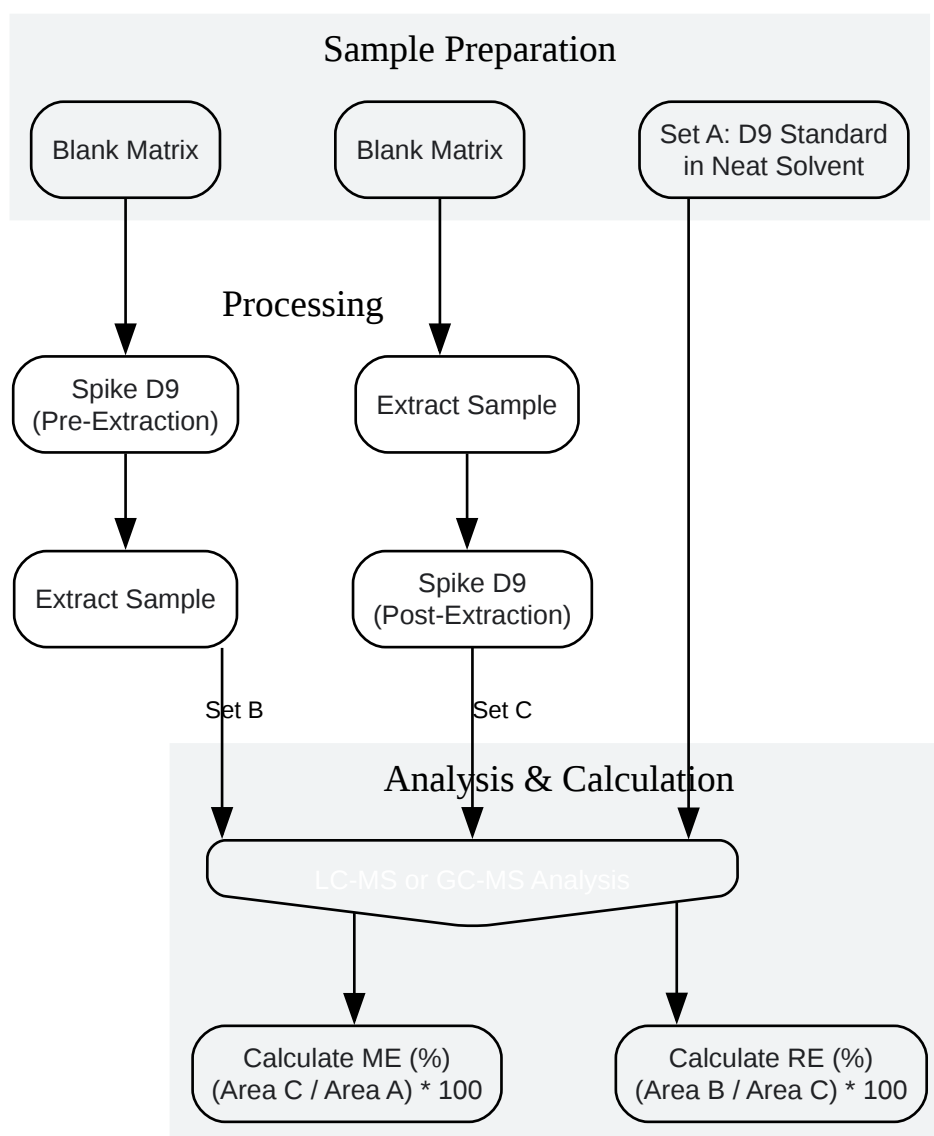 Sample Preparation
Blank Matrix
Blank Matrix
Set A: D9 Standard
in Neat Solvent
Processing
Spike D9
(Pre-Extraction)
Extract Sample
Extract Sample
Spike D9
(Post-Extraction)
Set B
Set C
Analysis & Calculation
LC-MS or GC-MS Analysis
Calculate ME (%)
(Area C / Area A) * 100
Calculate RE (%)
(Area B / Area C) * 100